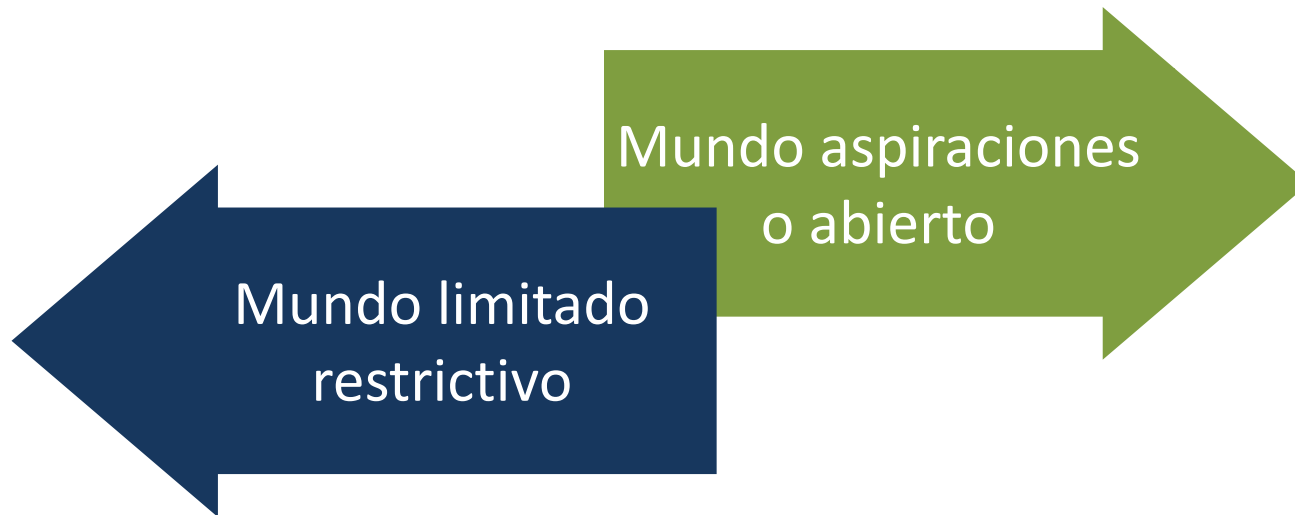 Mundo aspiraciones
o abierto
Mundo limitado
restrictivo